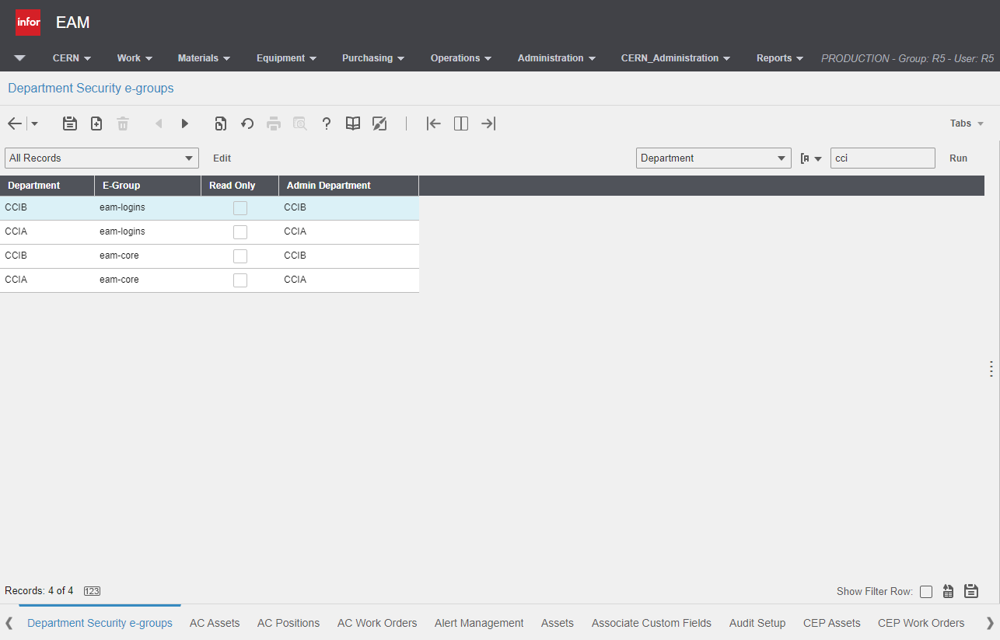 infor EAM
CERN Work Materials Equipment Purchasing Operations Administration CERN_Administration Reports PRODUCTION - Group: R5 - User: R5
Department Security e-groups
Tabs
All Records Edit Department [A cci Run
Department E-Group Read Only Admin Department
CCIB eam-logins CCIB
CCIA eam-logins CCIA
CCIB eam-core CCIB
CCIA eam-core CCIA
Records: 4 of 4 123 Show Filter Row:
Department Security e-groups AC Assets AC Positions AC Work Orders Alert Management Assets Associate Custom Fields Audit Setup CEP Assets CEP Work Orders